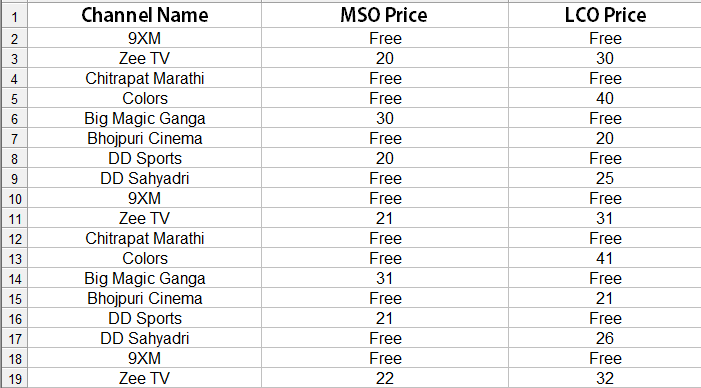 1 Channel Name MSO Price LCO Price
2 9XM Free Free
3 Zee TV 20 30
4 Chitrapat Marathi Free Free
5 Colors Free 40
6 Big Magic Ganga 30 Free
7 Bhojpuri Cinema Free 20
8 DD Sports 20 Free
9 DD Sahyadri Free 25
10 9XM Free Free
11 Zee TV 21 31
12 Chitrapat Marathi Free Free
13 Colors Free 41
14 Big Magic Ganga 31 Free
15 Bhojpuri Cinema Free 21
16 DD Sports 21 Free
17 DD Sahyadri Free 26
18 9XM Free Free
19 Zee TV 22 32